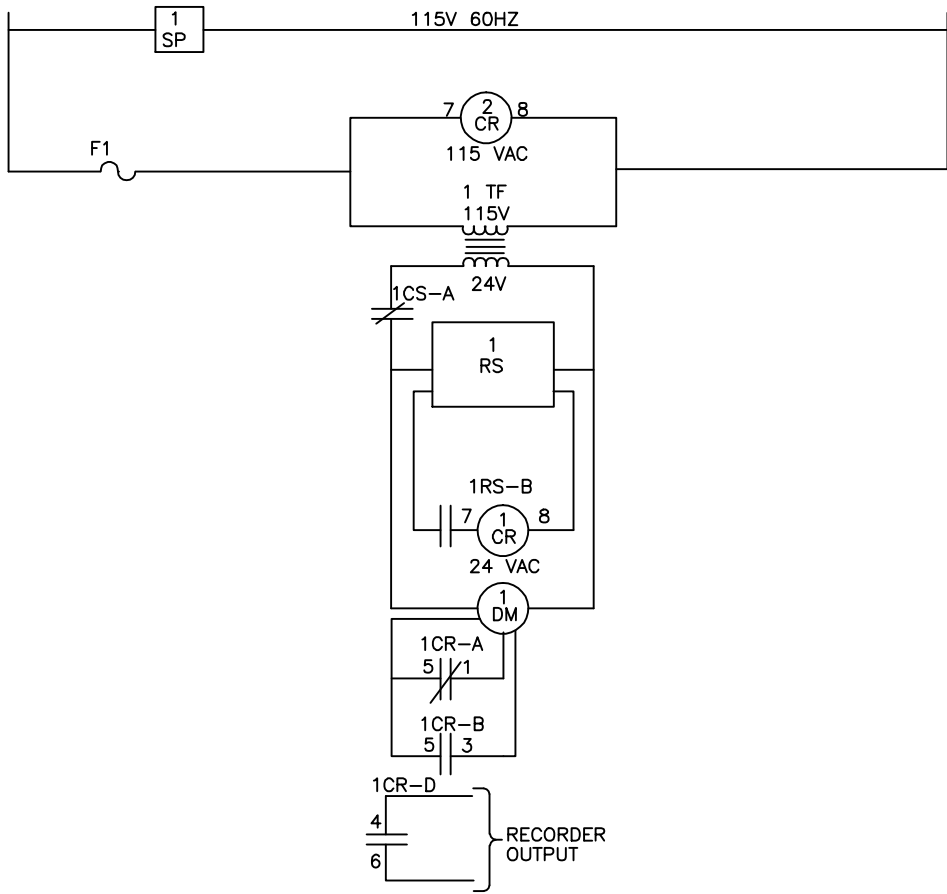 1
SP
115V 60HZ
7
2
CR
8
115 VAC
F1
1 TF
115V
24V
1CS-A
1
RS
1RS-B
7
1
CR
8
24 VAC
1
DM
1CR-A
5
1
1CR-B
5
3
1CR-D
4
6
RECORDER
OUTPUT